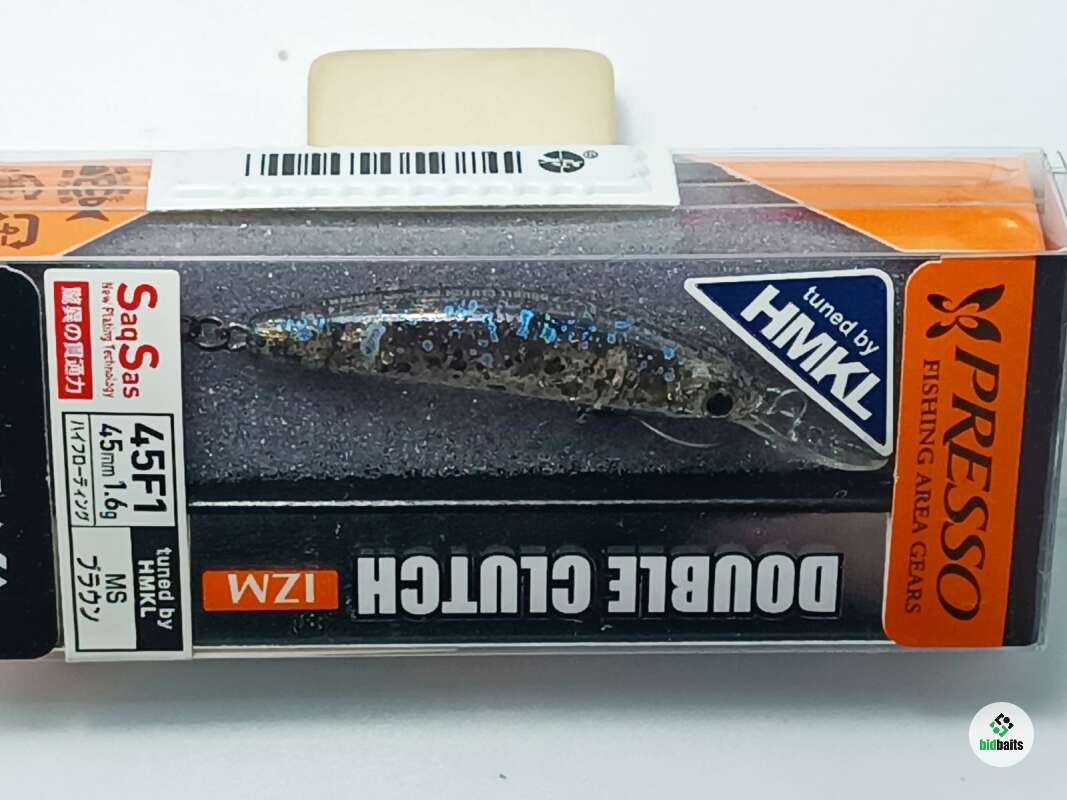 SaqSas
New Fishing Technology
驚異の貫通力
45F1
45mm 1.6g
ハイフローティング
tuned by
HMKL
MS
ブラウン
tuned by
HMKL
DOUBLE CLUTCH
IZM
PRESSO
FISHING AREA GEARS
bidbaits